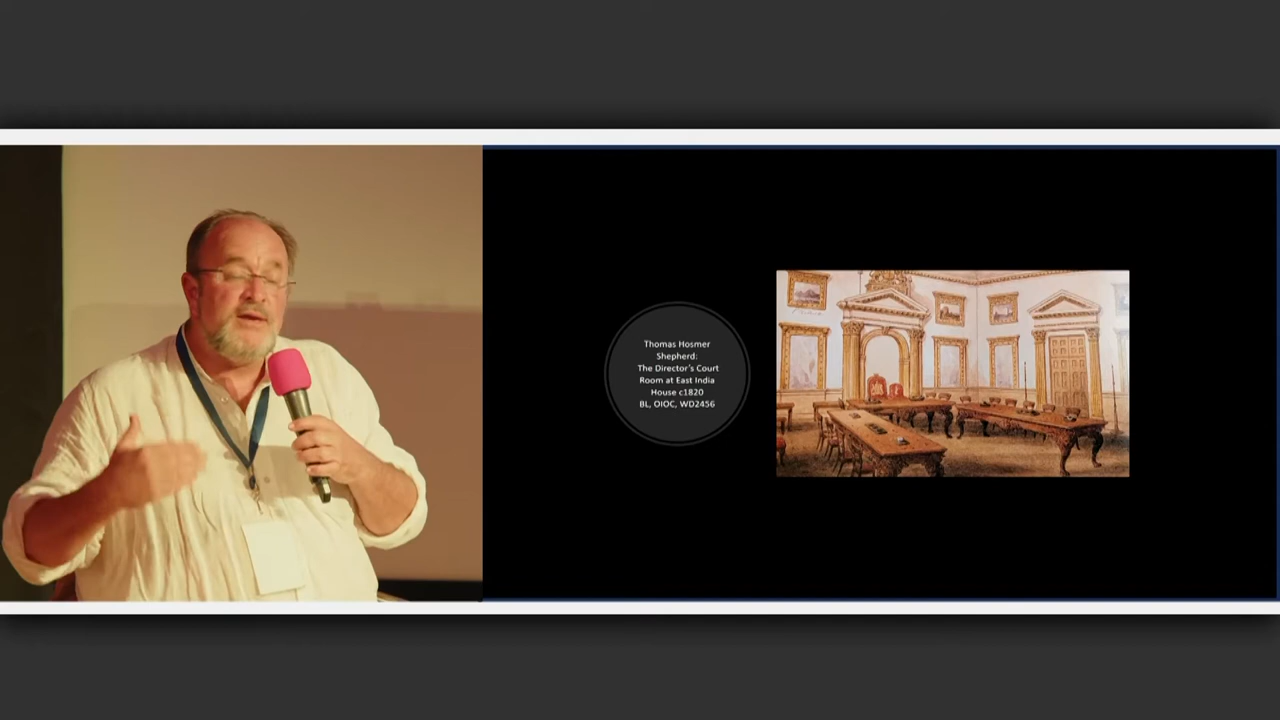 Thomas Hosmer
Shepherd:
The Director's Court
Room at East India
House c1820
BL, OIOC, WD2456